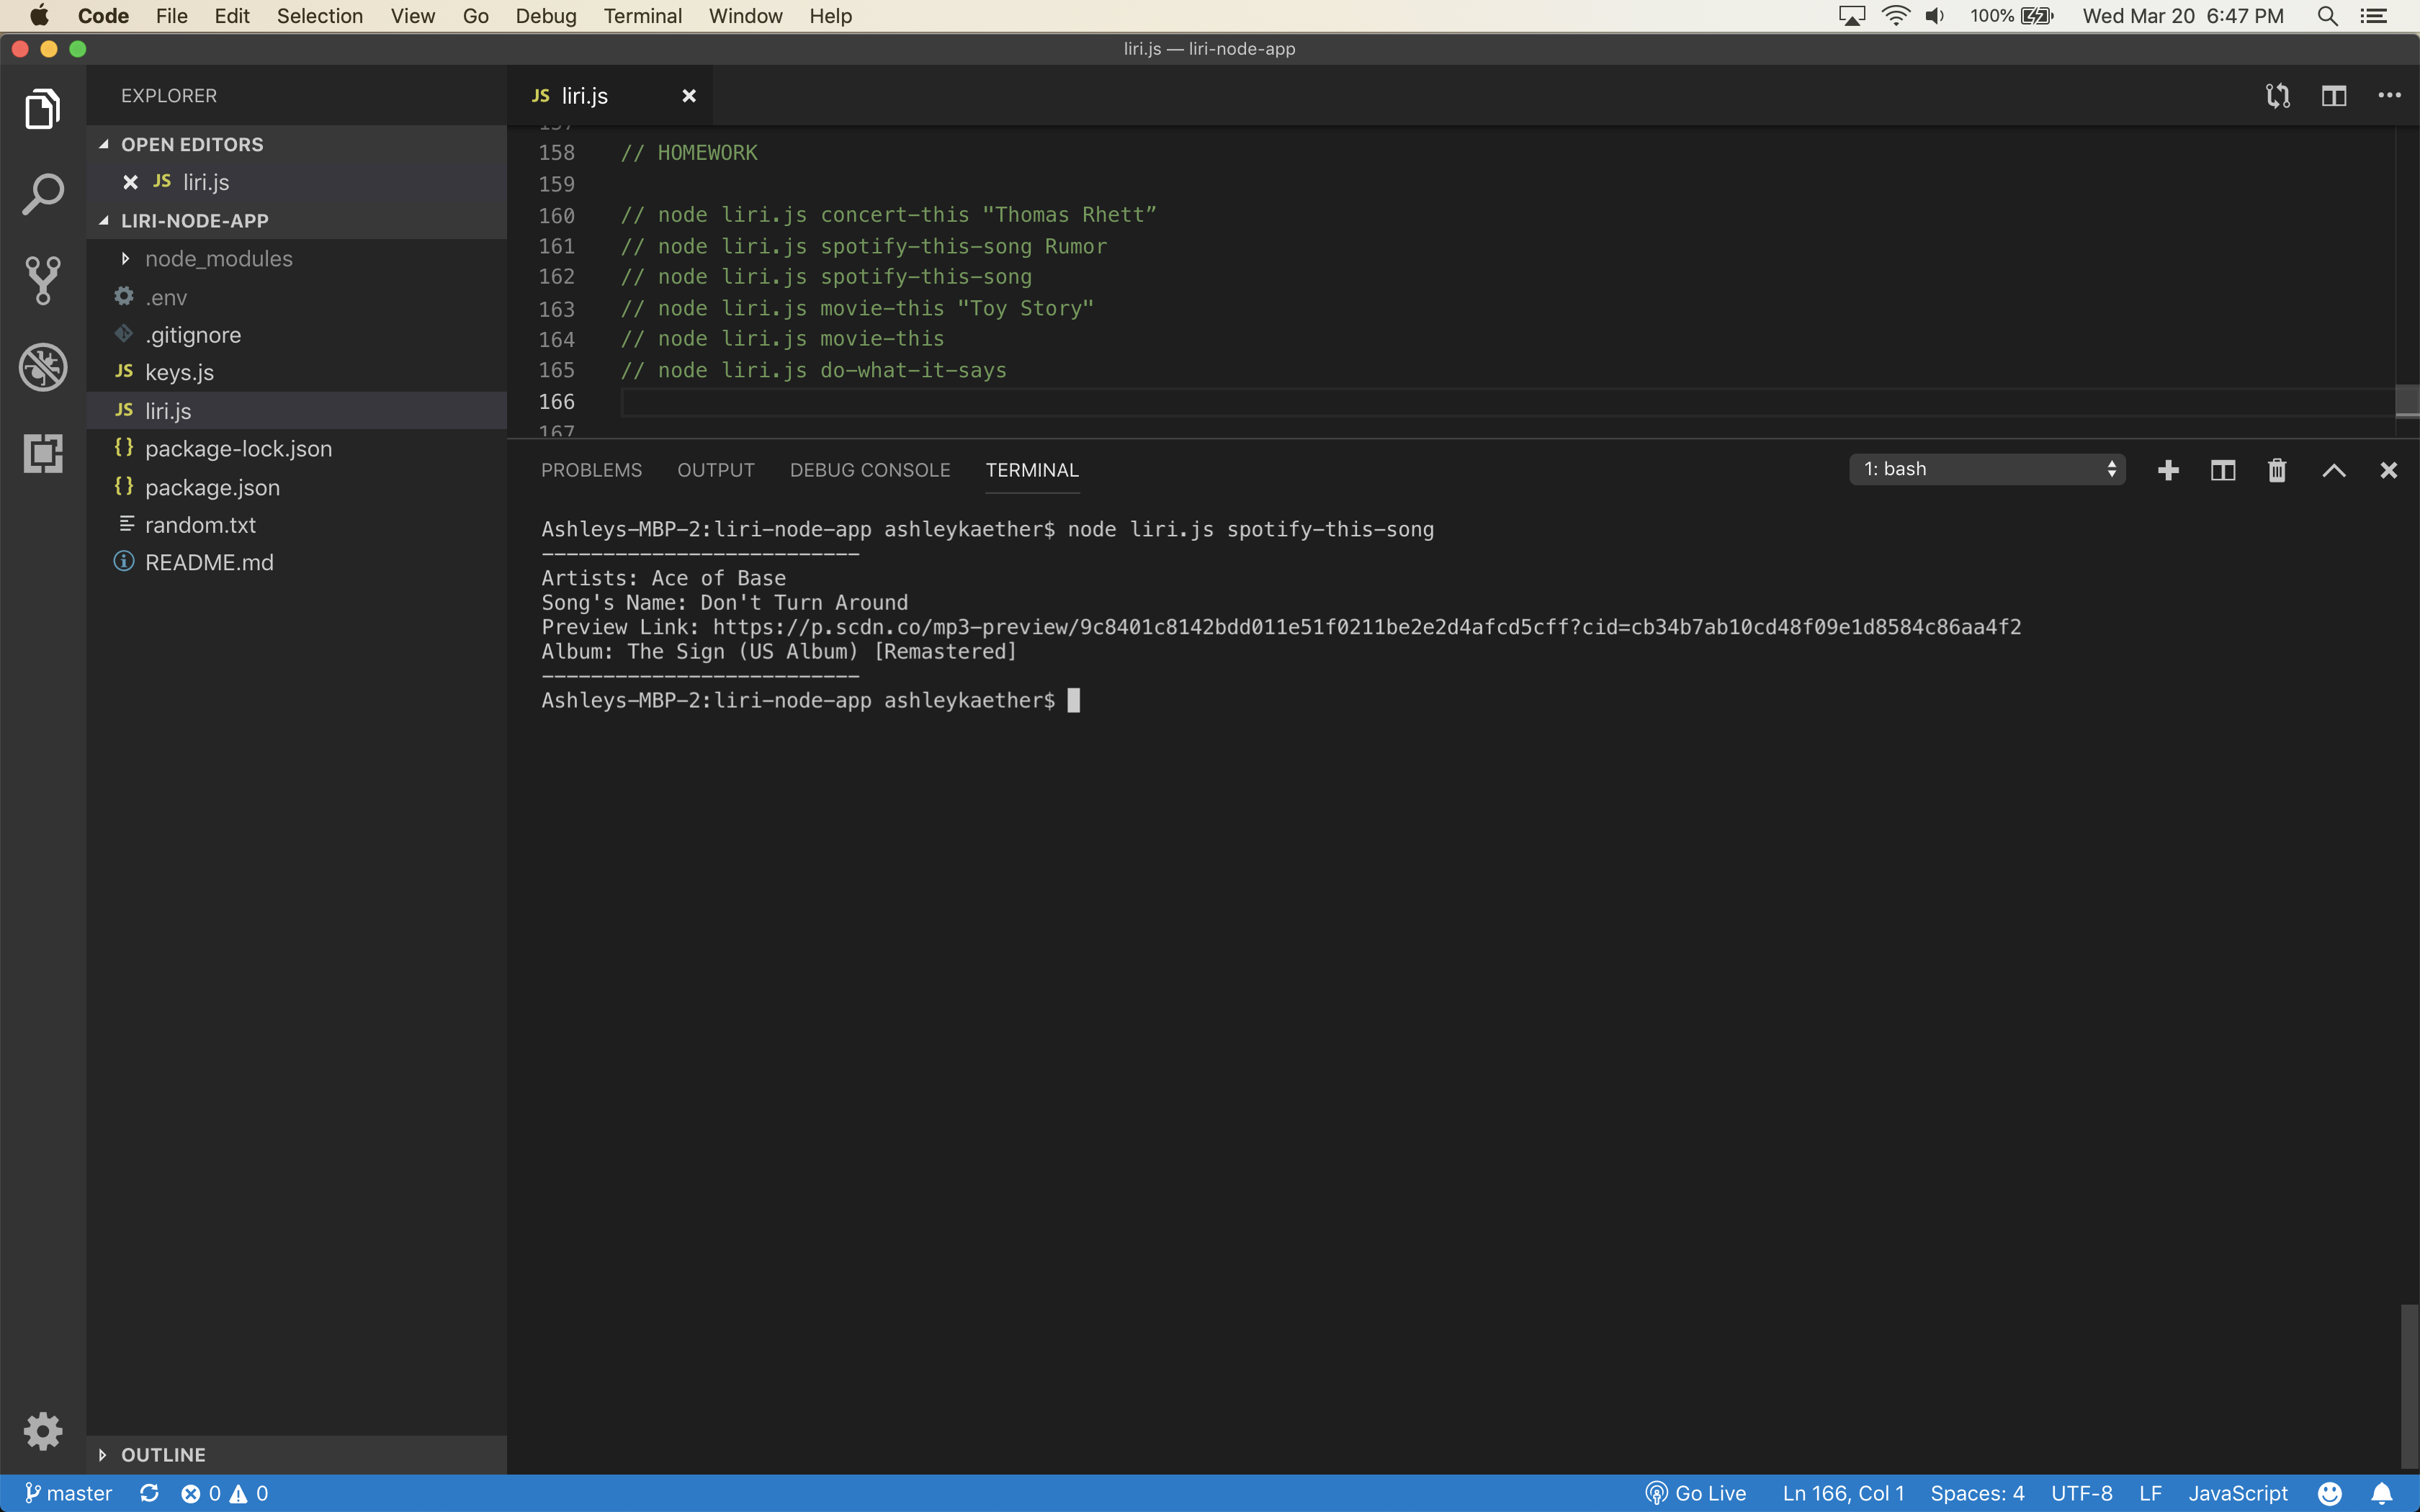 Code File Edit Selection View Go Debug Terminal Window Help 100% Wed Mar 20 6:47 PM
liri.js — liri-node-app
EXPLORER
OPEN EDITORS
JS liri.js
LIRI-NODE-APP
node_modules
.env
.gitignore
JS keys.js
JS liri.js
{} package-lock.json
{} package.json
random.txt
README.md
OUTLINE
JS liri.js
157
158 // HOMEWORK
159
160 // node liri.js concert-this "Thomas Rhett”
161 // node liri.js spotify-this-song Rumor
162 // node liri.js spotify-this-song
163 // node liri.js movie-this "Toy Story"
164 // node liri.js movie-this
165 // node liri.js do-what-it-says
166
167
PROBLEMS OUTPUT DEBUG CONSOLE TERMINAL 1: bash
Ashleys-MBP-2:liri-node-app ashleykaether$ node liri.js spotify-this-song
--------------------------
Artists: Ace of Base
Song's Name: Don't Turn Around
Preview Link: https://p.scdn.co/mp3-preview/9c8401c8142bdd011e51f0211be2e2d4afcd5cff?cid=cb34b7ab10cd48f09e1d8584c86aa4f2
Album: The Sign (US Album) [Remastered]
--------------------------
Ashleys-MBP-2:liri-node-app ashleykaether$
master 0 0 Go Live Ln 166, Col 1 Spaces: 4 UTF-8 LF JavaScript